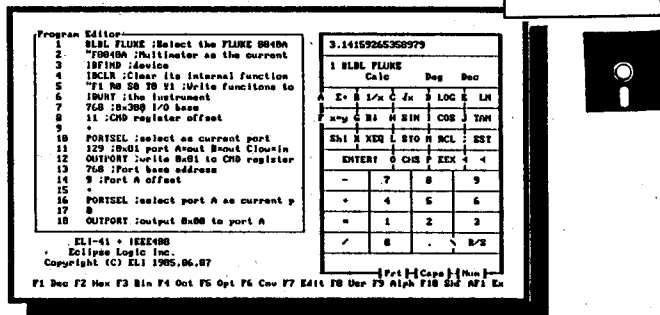 Program Editor
1 BLBL FLUKE ;Select the FLUKE 8840A
2 "F8840A ;Multimeter as the current
3 IBFIND ;device
4 IBCLR ;Clear its internal function
5 "F1 R0 S0 T0 Y1 ;Write funcitons to
6 IBWRT ;the Instrument
7 768 ;0x300 I/O base
8 11 ;CMD register offset
9 +
10 PORTSEL ;select as current port
11 129 ;0x81 port A=out B=out Clow=in
12 OUTPORT ;write 0x81 to CMD register
13 768 ;Port base address
14 9 ;Port A offset
15 +
16 PORTSEL ;select port A as current p
17 0
18 OUTPORT ;output 0x00 to port A
ELI-41 + IEEE488
Eclipse Logic Inc.
Copyright (C) ELI 1985,86,87
3.14159265358979
1 BLBL FLUKE
Calc Deg Dec
A Σ+ B 1/x C √x D LOG E LN
F x=y G R↓ H SIN I COS J TAN
Shl K XEQ L STO M RCL SST
ENTER↑ O CHS P EEX
- 7 8 9
+ 4 5 6
* 1 2 3
/ 0 . R/S
Prt Caps Num
F1 Dec F2 Hex F3 Bin F4 Oct F5 Opt F6 Cnv F7 Edit F8 Usr F9 Alph F10 Shf AF1 Ex